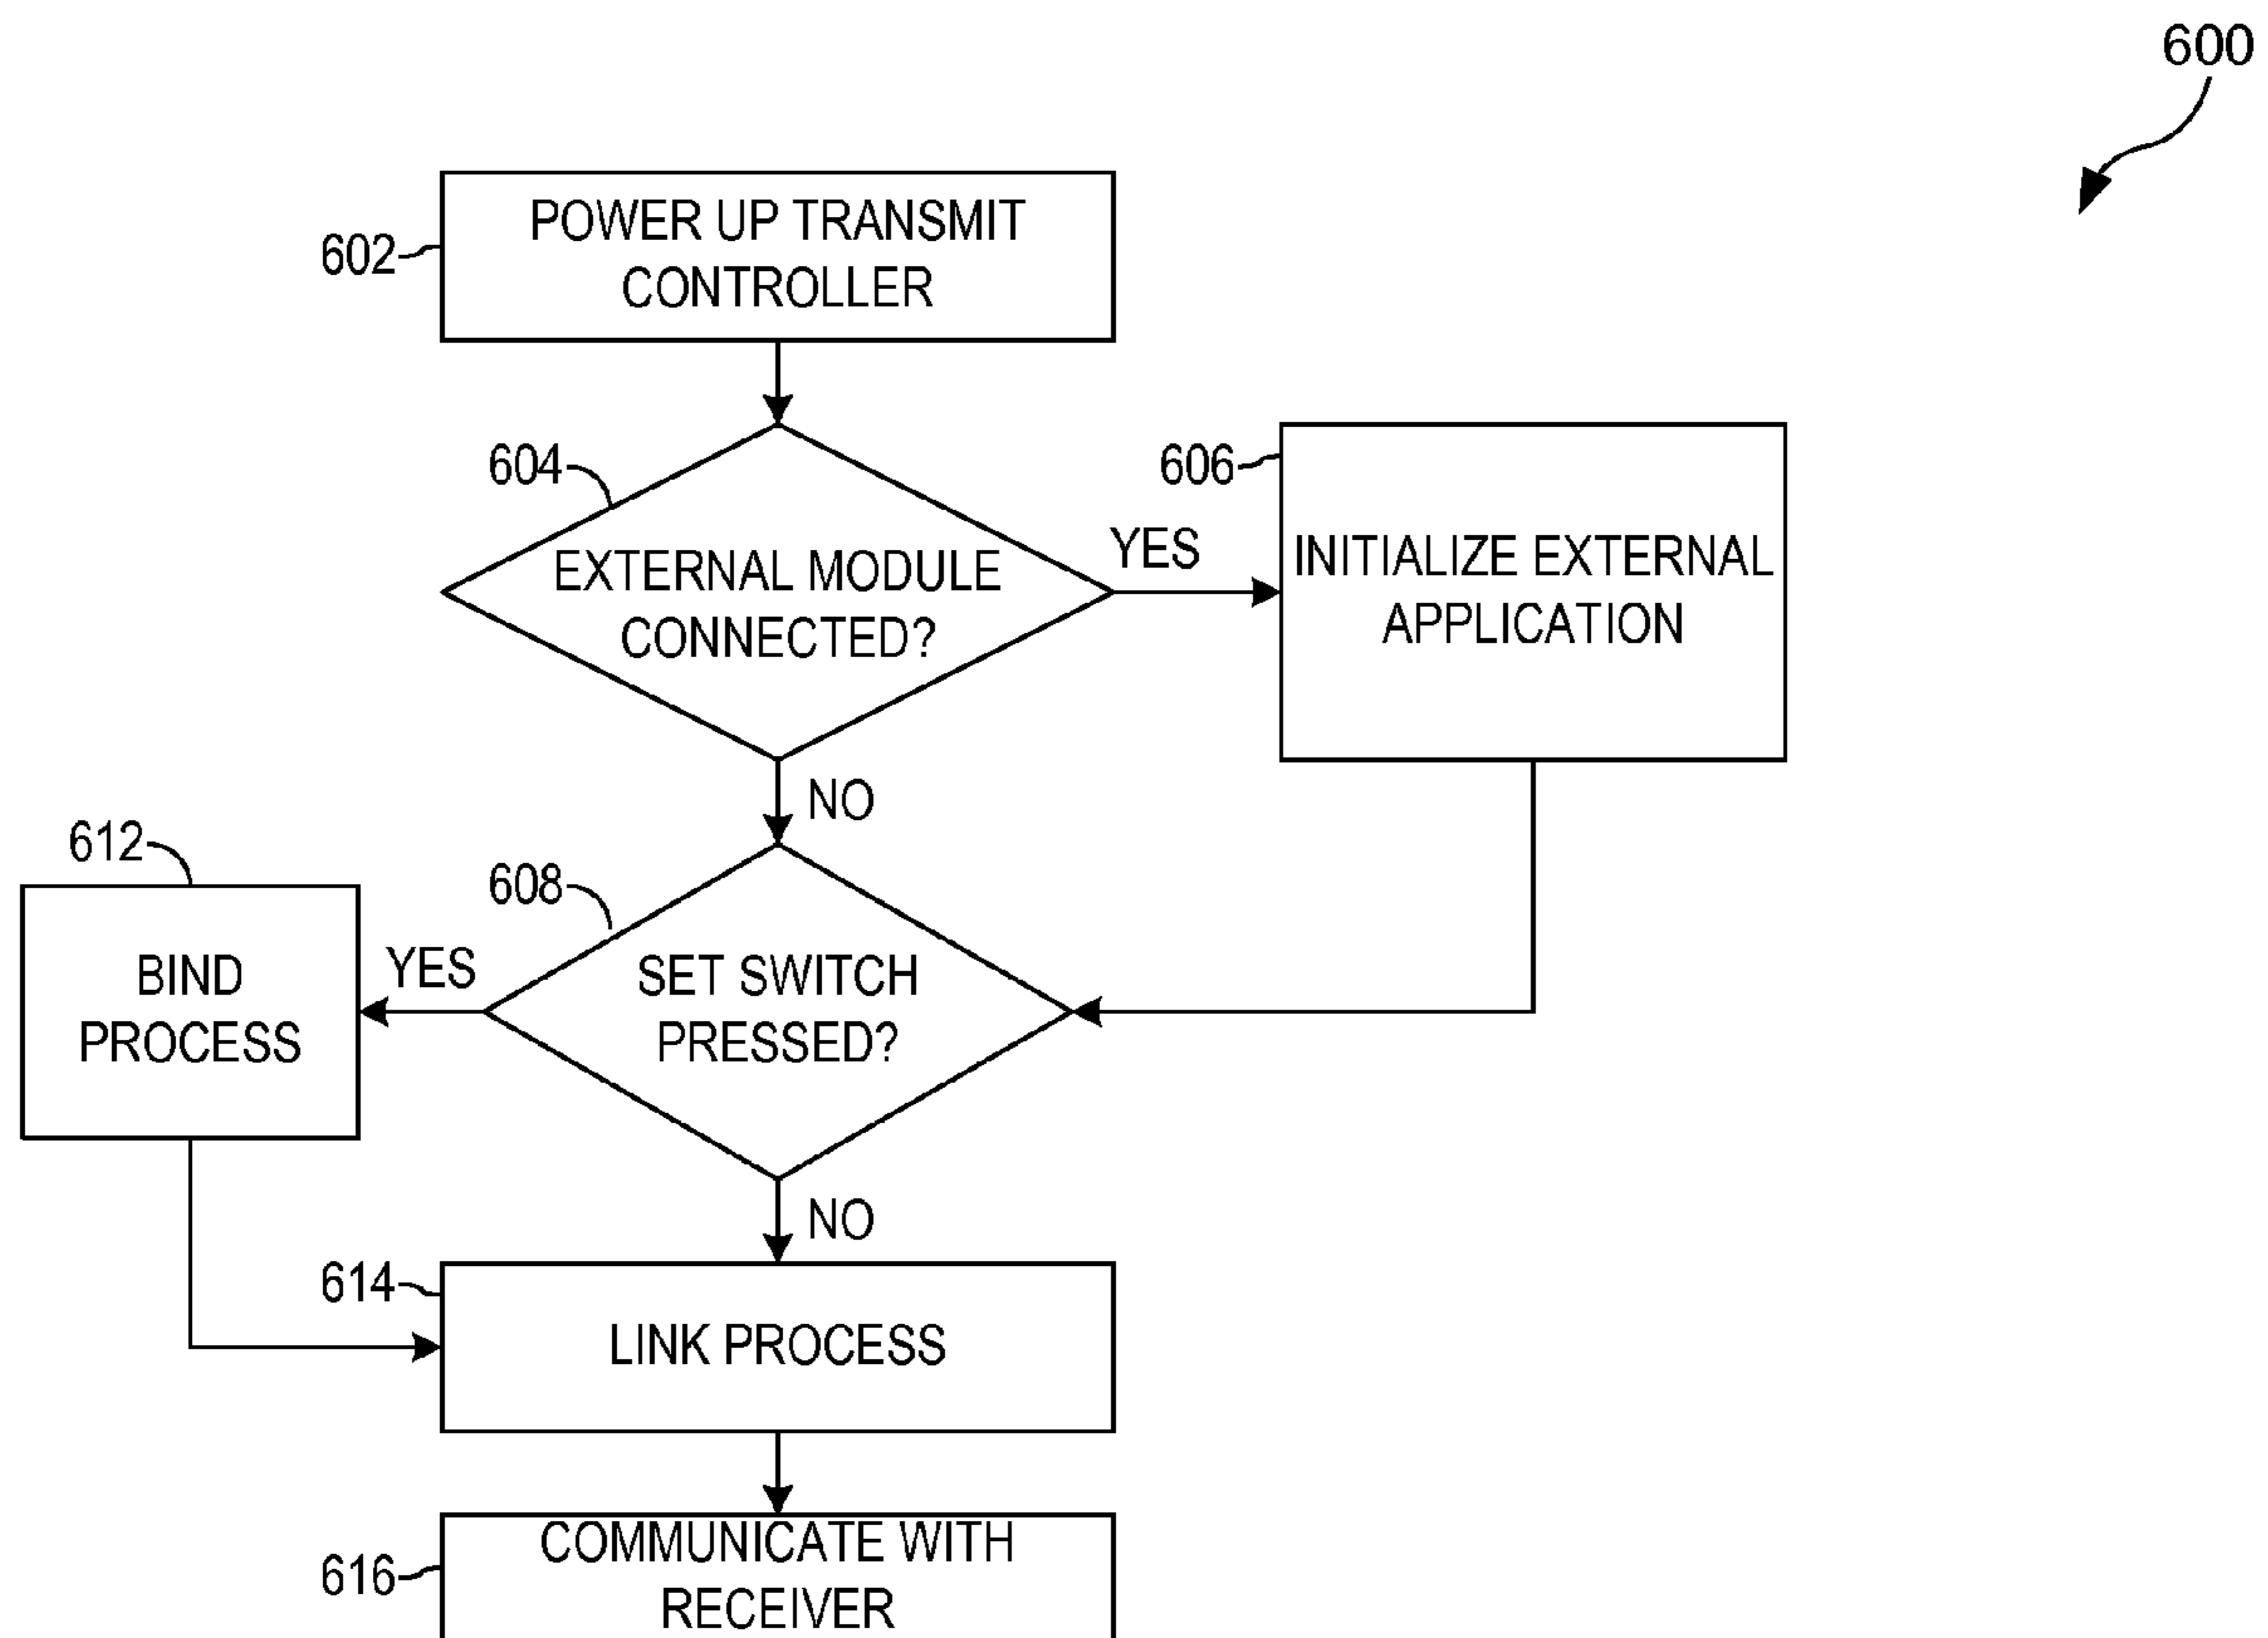 600
602
POWER UP TRANSMIT
CONTROLLER
604
EXTERNAL MODULE
CONNECTED?
YES
606
INITIALIZE EXTERNAL
APPLICATION
NO
612
BIND
PROCESS
YES
608
SET SWITCH
PRESSED?
NO
614
LINK PROCESS
616
COMMUNICATE WITH
RECEIVER